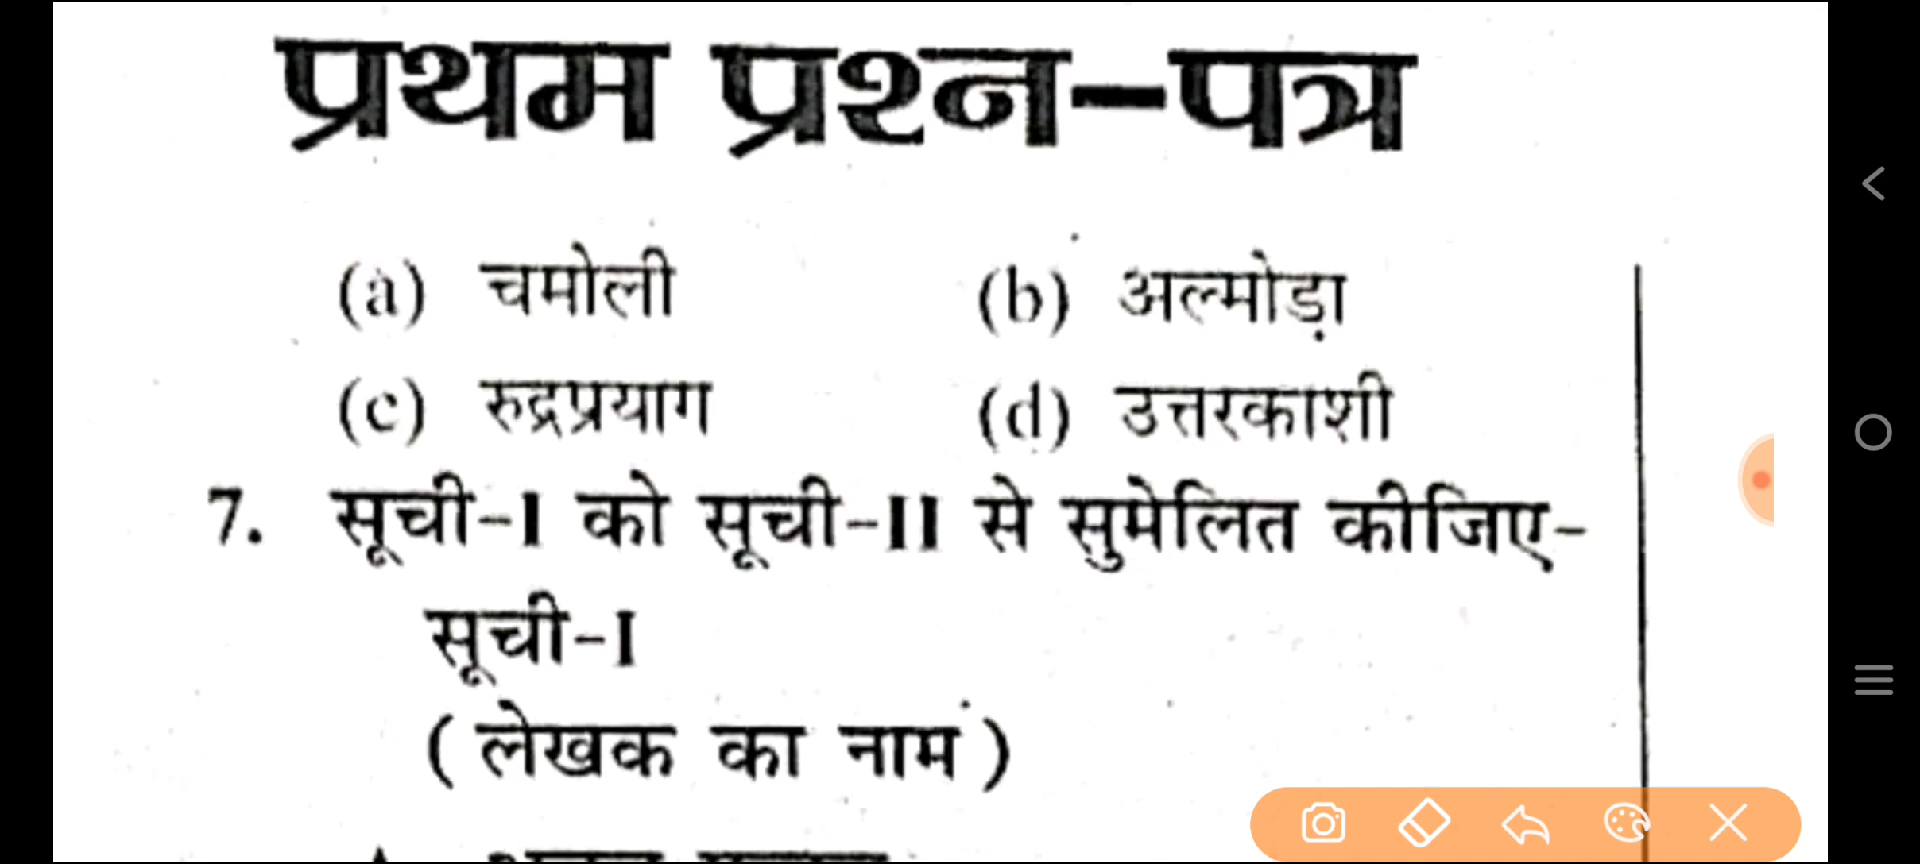 प्रथम प्रश्न-पत्र
(a) चमोली (b) अल्मोड़ा
(c) रुद्रप्रयाग (d) उत्तरकाशी
7. सूची-I को सूची-II से सुमेलित कीजिए-
सूची-I
( लेखक का नाम )